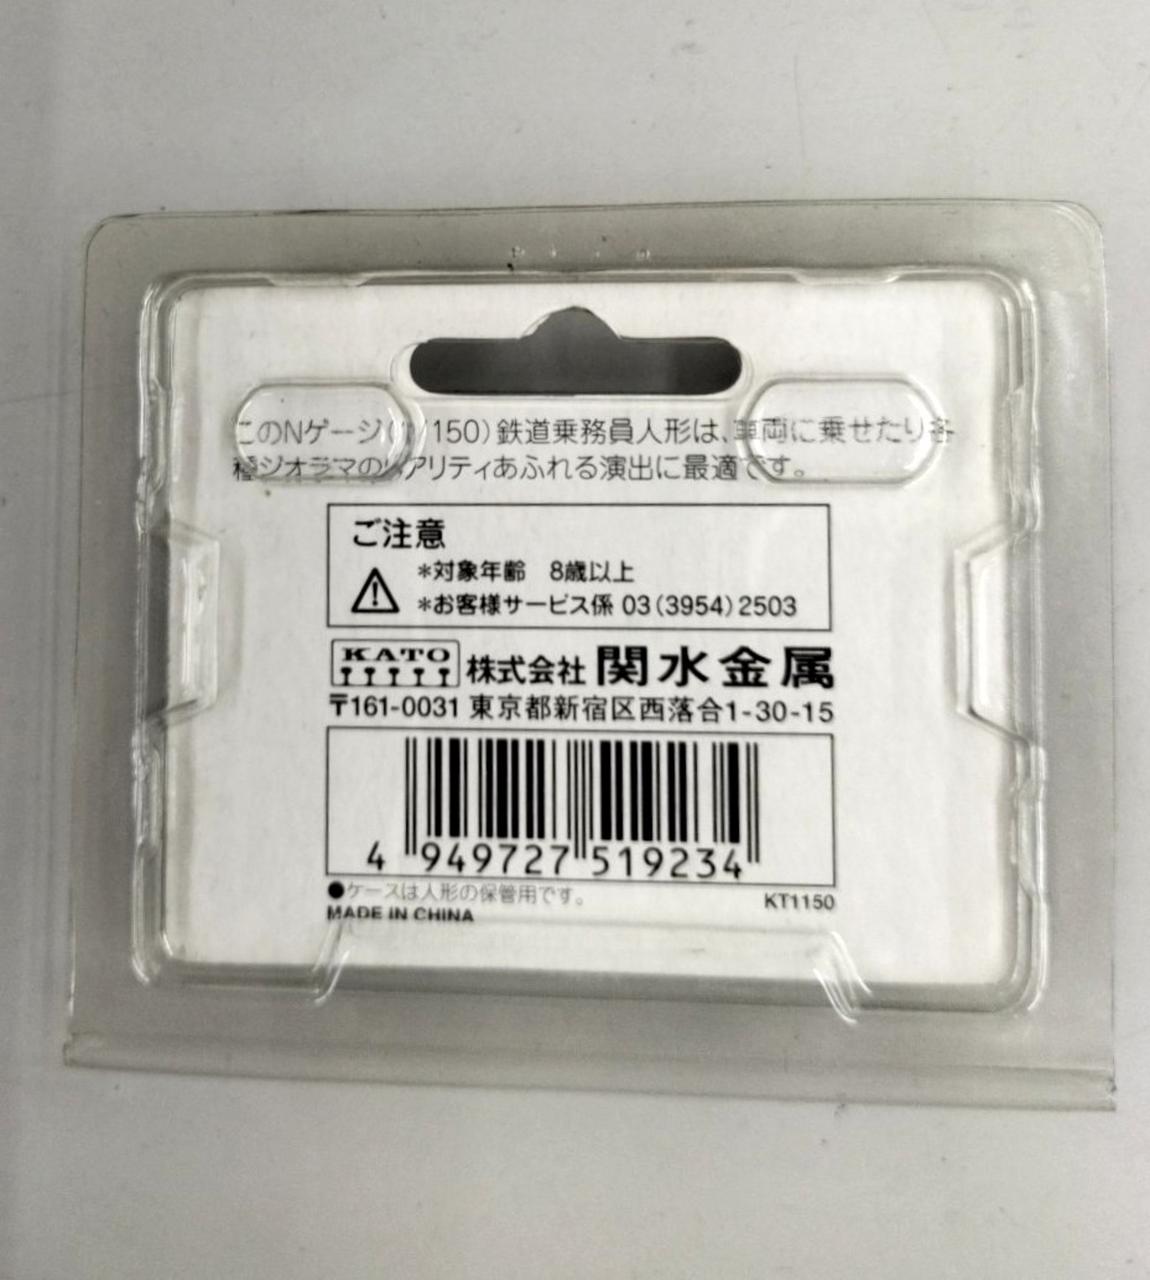 このNゲージ(1/150)鉄道乗務員人形は、車両に乗せたり各
種ジオラマのリアリティあふれる演出に最適です。
ご注意
*対象年齢　8歳以上
*お客様サービス係 03(3954)2503
KATO 株式会社 関水金属
〒161-0031 東京都新宿区西落合1-30-15
4 949727 519234
●ケースは人形の保管用です。
MADE IN CHINA KT1150